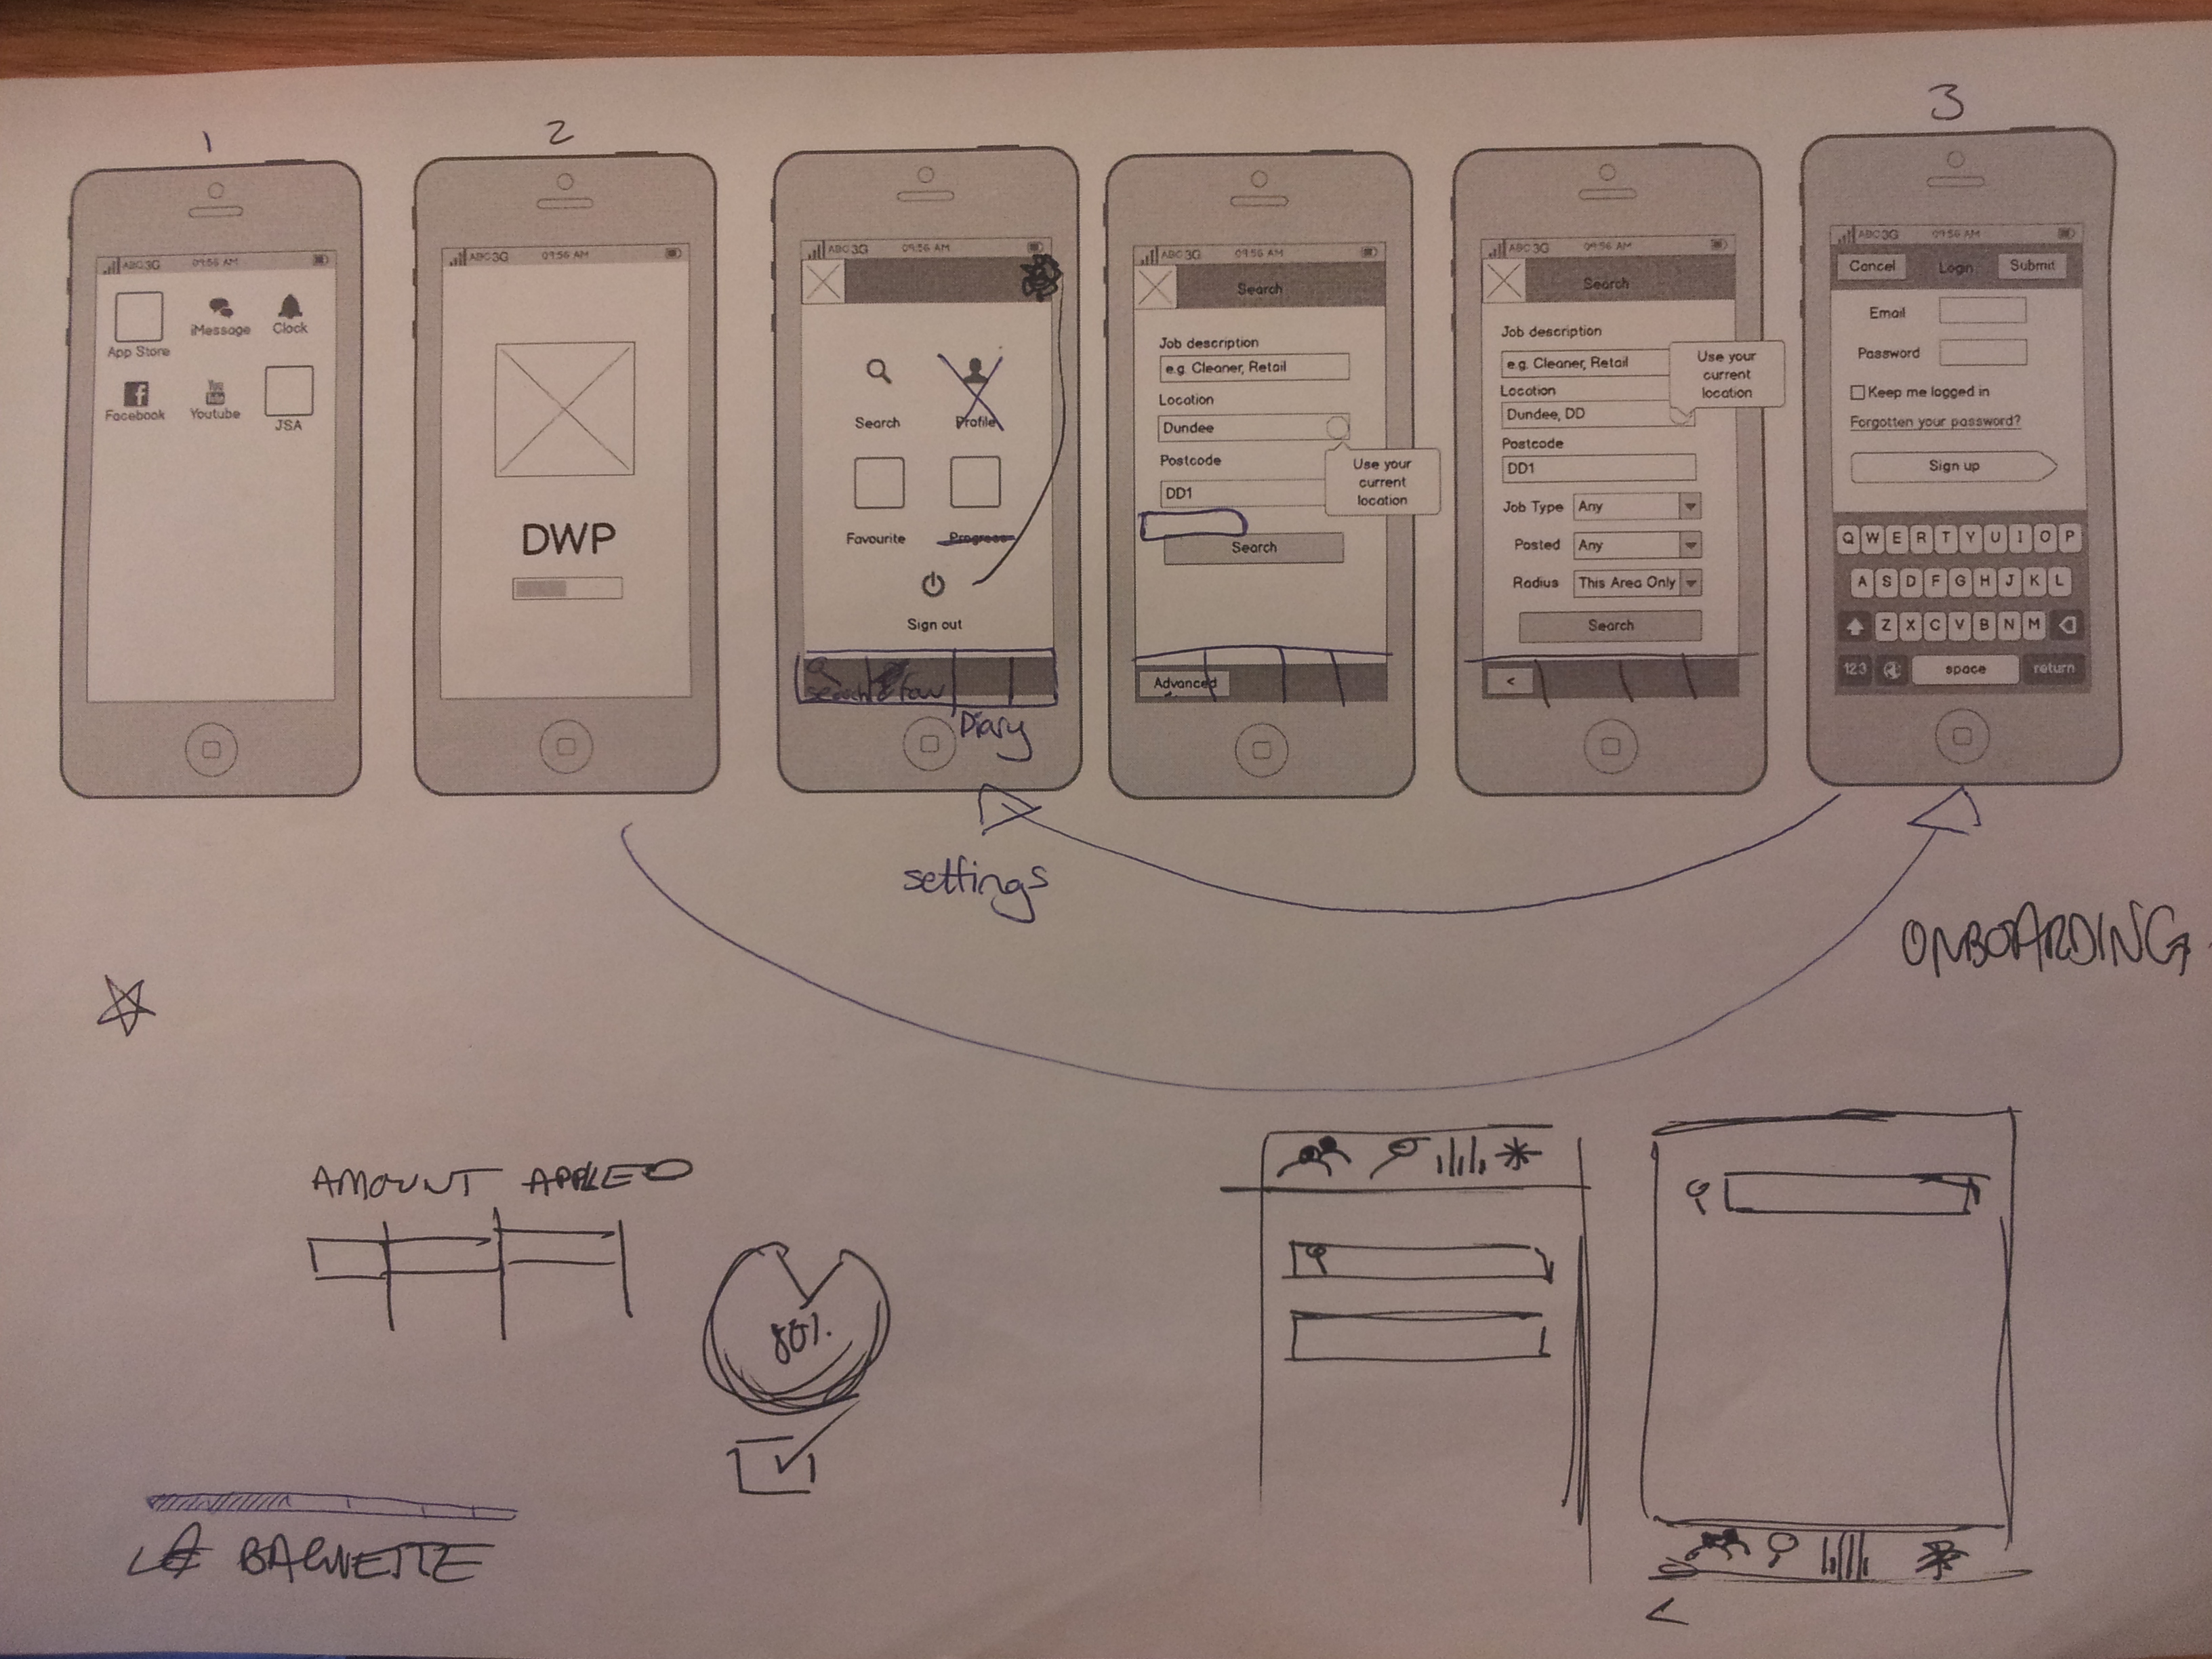 1
2
3
ABC 3G 09:56 AM
App Store
iMessage
Clock
Facebook
You Tube
Youtube
JSA
ABC 3G 09:56 AM
DWP
ABC 3G 09:56 AM
Search
Profile
Favourite
Progress
Sign out
search
fav
Diary
ABC 3G 09:56 AM
Search
Job description
e.g. Cleaner, Retail
Location
Dundee
Postcode
DD1
Use your
current
location
Search
Advanced
ABC 3G 09:56 AM
Search
Job description
e.g. Cleaner, Retail
Use your
current
location
Location
Dundee, DD
Postcode
DD1
Job Type Any
Posted Any
Radius This Area Only
Search
<
ABC 3G 09:56 AM
Cancel Login Submit
Email
Password
Keep me logged in
Forgotten your password?
Sign up
Q W E R T Y U I O P
A S D F G H J K L
Z X C V B N M
123 space return
settings
ONBOARDING
AMOUNT APPLIED
80%
LE BAGUETTE
<